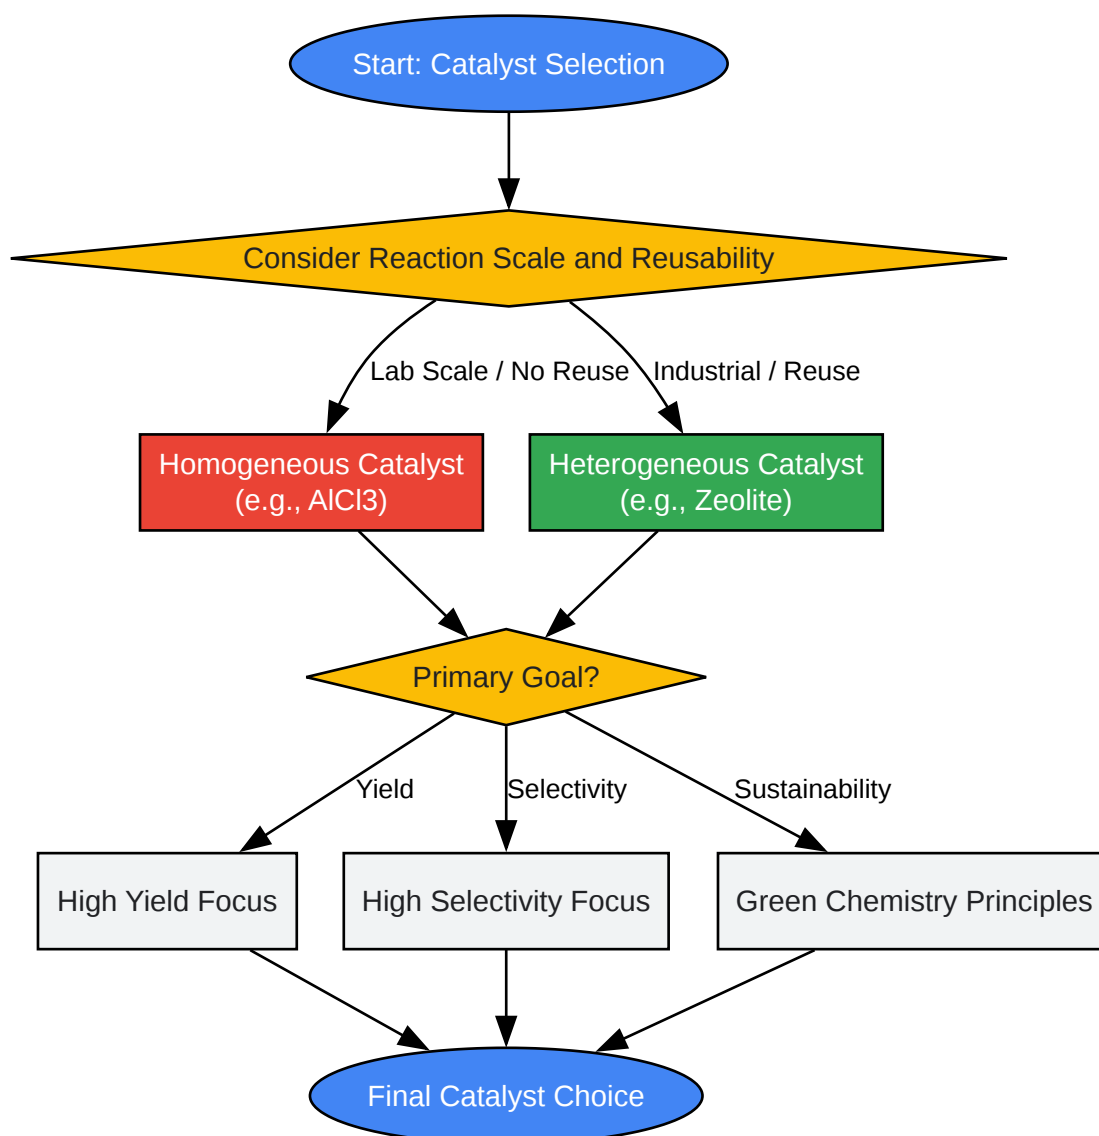 Start: Catalyst Selection
Consider Reaction Scale and Reusability
Lab Scale / No Reuse
Industrial / Reuse
Homogeneous Catalyst
(e.g., AlCl3)
Heterogeneous Catalyst
(e.g., Zeolite)
Primary Goal?
Yield
Selectivity
Sustainability
High Yield Focus
High Selectivity Focus
Green Chemistry Principles
Final Catalyst Choice